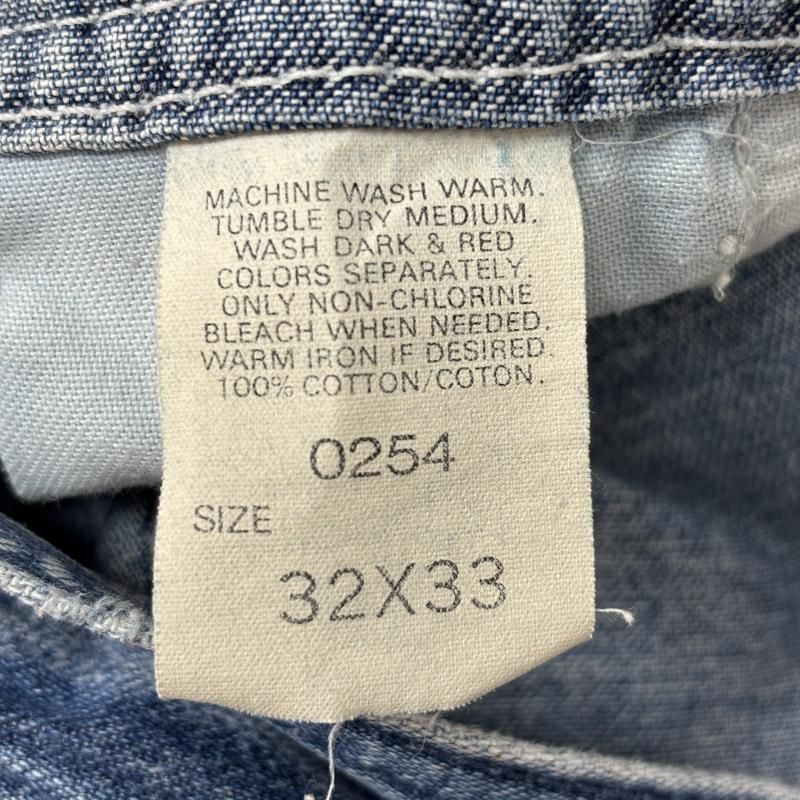 MACHINE WASH WARM.
TUMBLE DRY MEDIUM.
WASH DARK & RED
COLORS SEPARATELY.
ONLY NON-CHLORINE
BLEACH WHEN NEEDED.
WARM IRON IF DESIRED.
100% COTTON/COTON.
0254
SIZE
32X33